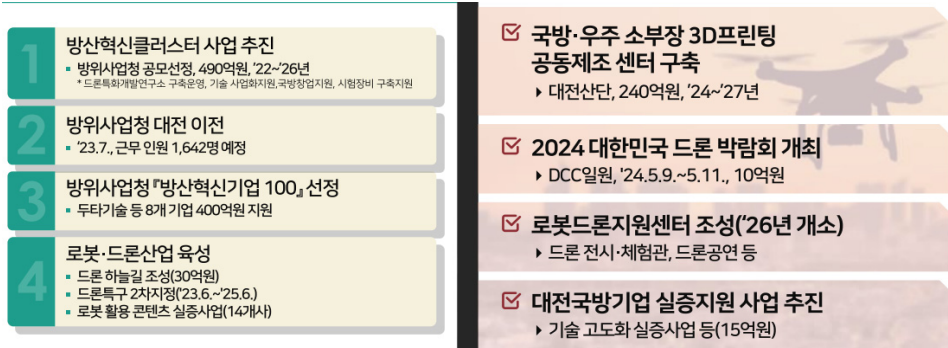 1
방산혁신클러스터 사업 추진
▪ 방위사업청 공모선정, 490억원, ‘22~‘26년
* 드론특화개발연구소 구축운영, 기술 사업화지원,국방창업지원, 시험장비 구축지원
2
방위사업청 대전 이전
▪ ‘23.7., 근무 인원 1,642명 예정
3
방위사업청 『방산혁신기업 100』 선정
▪ 두타기술 등 8개 기업 400억원 지원
4
로봇·드론산업 육성
▪ 드론 하늘길 조성(30억원)
▪ 드론특구 2차지정(‘23.6.~‘25.6.)
▪ 로봇 활용 콘텐츠 실증사업(14개사)
국방·우주 소부장 3D프린팅
공동제조 센터 구축
▸ 대전산단, 240억원, ‘24~‘27년
2024 대한민국 드론 박람회 개최
▸ DCC일원, '24.5.9.~5.11., 10억원
로봇드론지원센터 조성(‘26년 개소)
▸ 드론 전시·체험관, 드론공연 등
대전국방기업 실증지원 사업 추진
▸ 기술 고도화 실증사업 등(15억원)